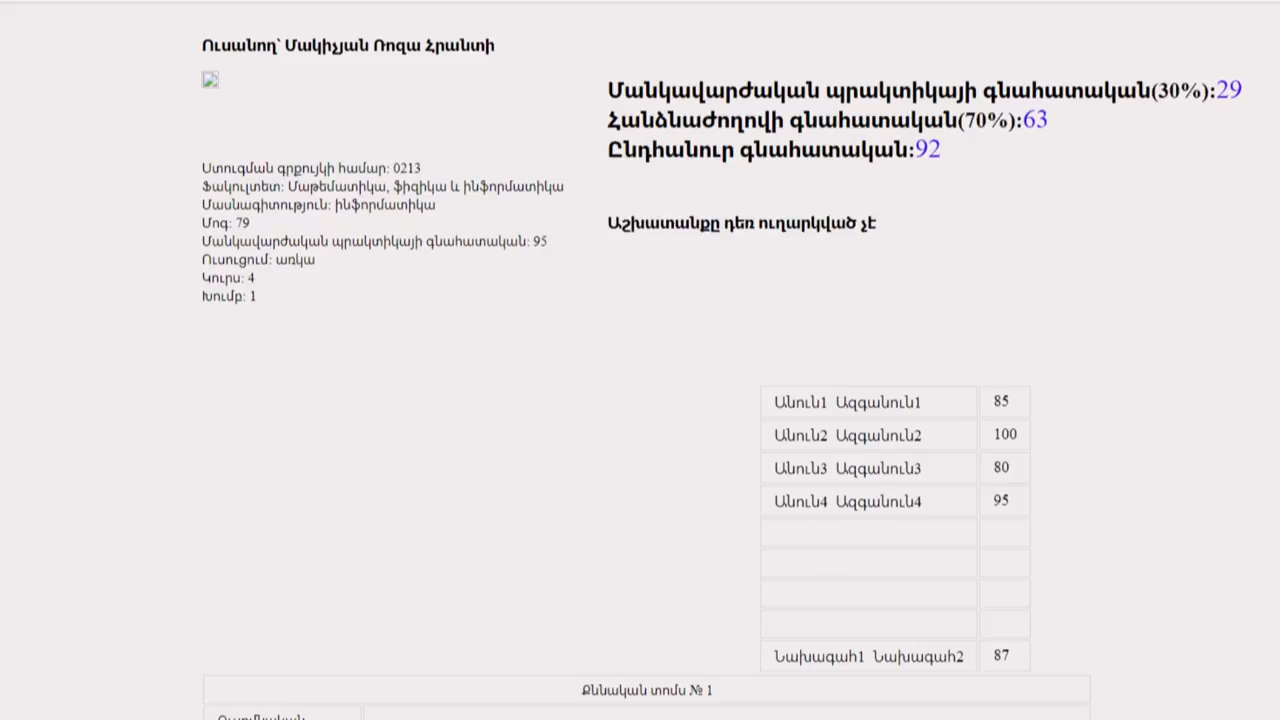 Ուսանող՝ Մակիչյան Ռոզա Հրանտի
Մանկավարժական պրակտիկայի գնահատական(30%)։29
Հանձնաժողովի գնահատական(70%)։63
Ընդհանուր գնահատական։92
Ստուգման գրքույկի համար: 0213
Ֆակուլտետ: Մաթեմատիկա, ֆիզիկա և ինֆորմատիկա
Մասնագիտություն: ինֆորմատիկա
Մոգ: 79
Մանկավարժական պրակտիկայի գնահատական: 95
Ուսուցում: առկա
Կուրս: 4
Խումբ: 1
Աշխատանքը դեռ ուղարկված չէ
Անուն1 Ազգանուն1 85
Անուն2 Ազգանուն2 100
Անուն3 Ազգանուն3 80
Անուն4 Ազգանուն4 95
Նախագահ1 Նախագահ2 87
Քննական տոմս № 1